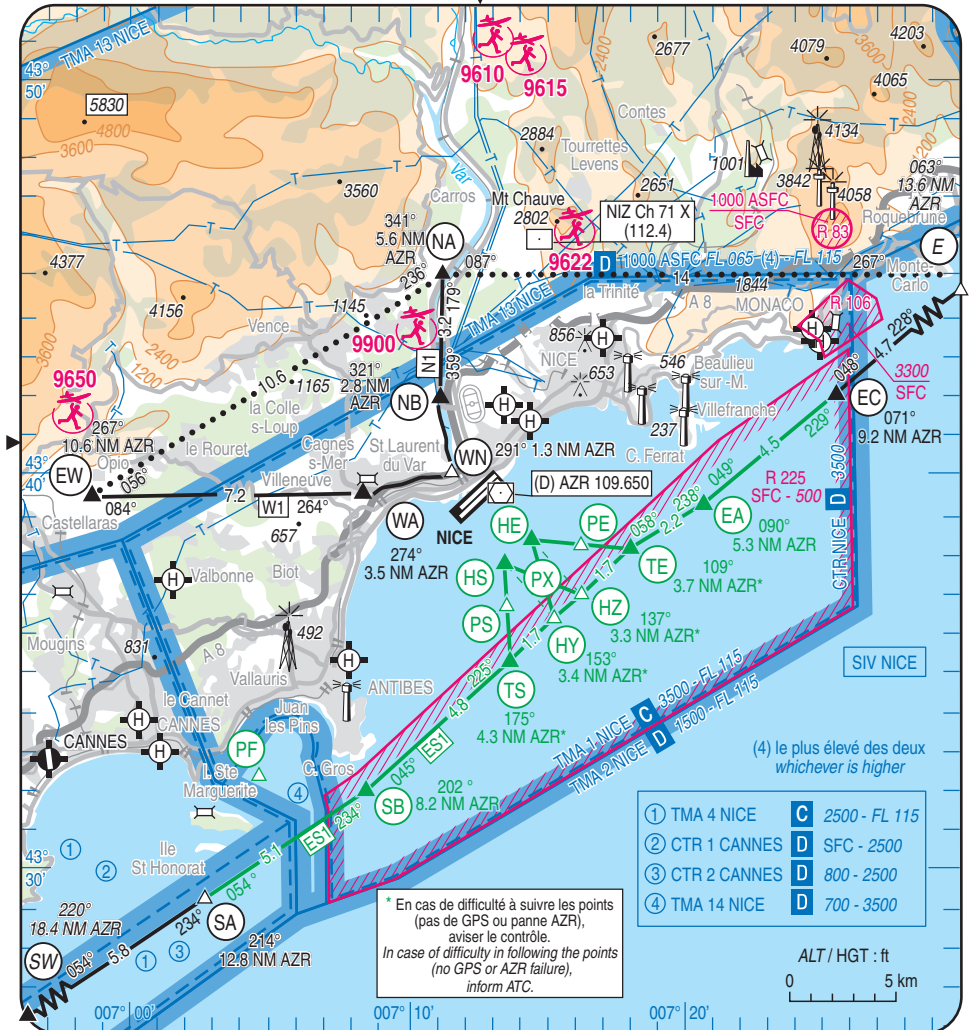 TMA 13 NICE
43°
50'
5830
4800
3600
9610
9615
2677
2400
4079
3600
4203
4065
2400
1200
Contes
2884
Tourrettes
Levens
1001
4134
3842
4058
063°
13.6 NM
AZR
Roquebrune
3560
Var
Carros
Mt Chauve
2802
2651
NIZ Ch 71 X
(112.4)
1000 ASFC
SFC
R 83
E
341°
5.6 NM
AZR
NA
236°
087°
9622
D 1000 ASFC FL 065 (4) - FL 115
14
1844
267°
Monte-
Carlo
4377
4156
3600
2400
1200
1145
Vence
179°
3.2
359°
N1
TMA 13 NICE
la Trinité
A 8
MONACO
R 106
H
228°
4.7
048°
3300
SFC
9900
10.6
1165
321°
2.8 NM
AZR
NB
856
NICE
653
H
546
Beaulieu
sur -M.
Villefranche
237
C. Ferrat
EC
071°
9.2 NM AZR
9650
267°
10.6 NM AZR
la Colle
s-Loup
le Rouret
Cagnes
s-Mer
St Laurent
du Var
H
H
WN
291° 1.3 NM AZR
229°
4.5
049°
43°
40'
EW
Opio
056°
084°
7.2
Villeneuve
W1
264°
657
Castellaras
WA
274°
3.5 NM AZR
NICE
(D) AZR 109.650
R 225
SFC - 500
CTR NICE D 3500
HE
PE
058°
2.2
238°
EA
090°
5.3 NM AZR
H
Valbonne
Biot
HS
PX
TE
109°
3.7 NM AZR*
1.7
HZ
137°
3.3 NM AZR*
PS
HY
153°
3.4 NM AZR*
1.7
Mougins
831
A 8
492
Vallauris
H
ANTIBES
225°
TS
175°
4.3 NM AZR*
SIV NICE
TMA 1 NICE C 3500 - FL 115
TMA 2 NICE D 1500 - FL 115
le Cannet
CANNES
H
H
CANNES
Juan
les Pins
PF
I. Ste
Marguerite
C. Gros
4
4.8
ES1
045°
202 °
8.2 NM AZR
SB
234°
ES1
(4) le plus élevé des deux
whichever is higher
1 TMA 4 NICE C 2500 - FL 115
2 CTR 1 CANNES D SFC - 2500
3 CTR 2 CANNES D 800 - 2500
4 TMA 14 NICE D 700 - 3500
1
2
43°
30'
Ile
St Honorat
5.1
054°
220°
18.4 NM AZR
SW
054°
5.8
234°
1
3
SA
214°
12.8 NM AZR
* En cas de difficulté à suivre les points
(pas de GPS ou panne AZR),
aviser le contrôle.
In case of difficulty in following the points
(no GPS or AZR failure),
inform ATC.
ALT / HGT : ft
0 5 km
007° 00'
007° 10'
007° 20'